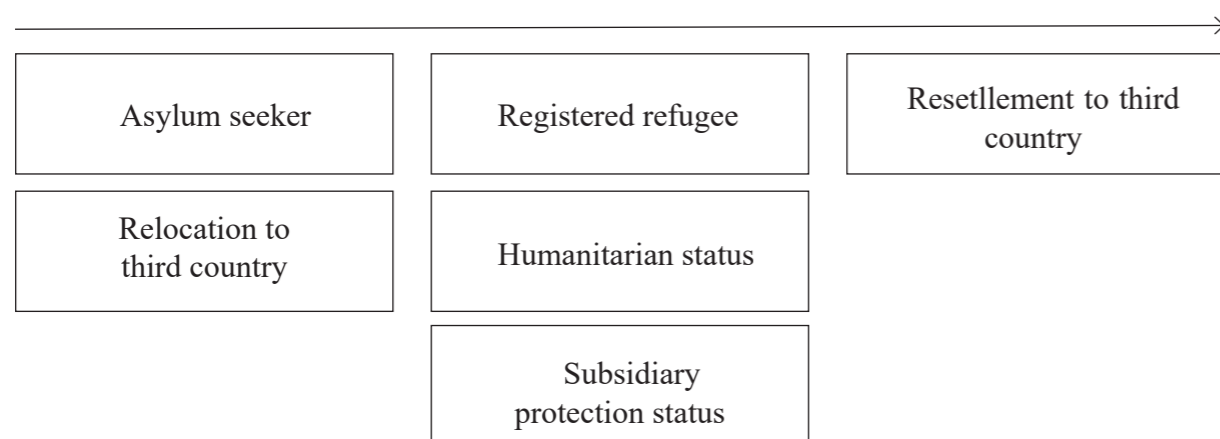 Asylum seeker
Registered refugee
Resetllement to third
country
Relocation to
third country
Humanitarian status
Subsidiary
protection status